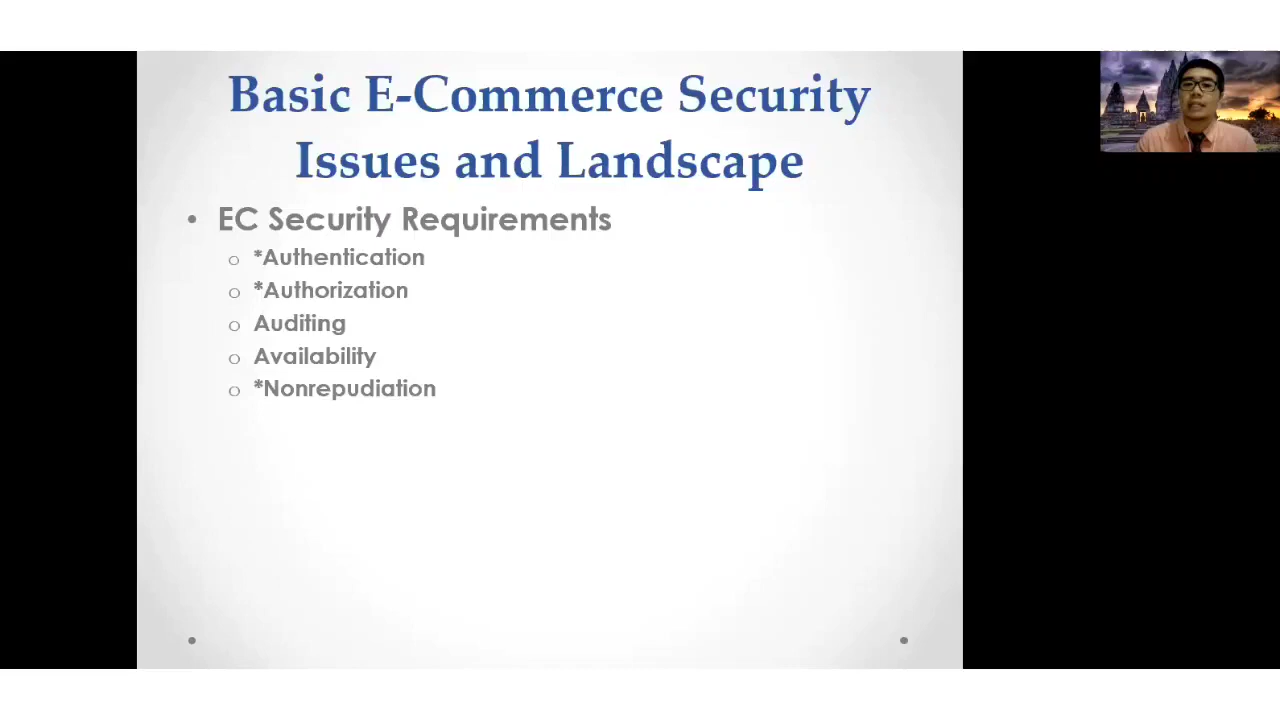 Basic E-Commerce Security
Issues and Landscape
• EC Security Requirements
o *Authentication
o *Authorization
o Auditing
o Availability
o *Nonrepudiation